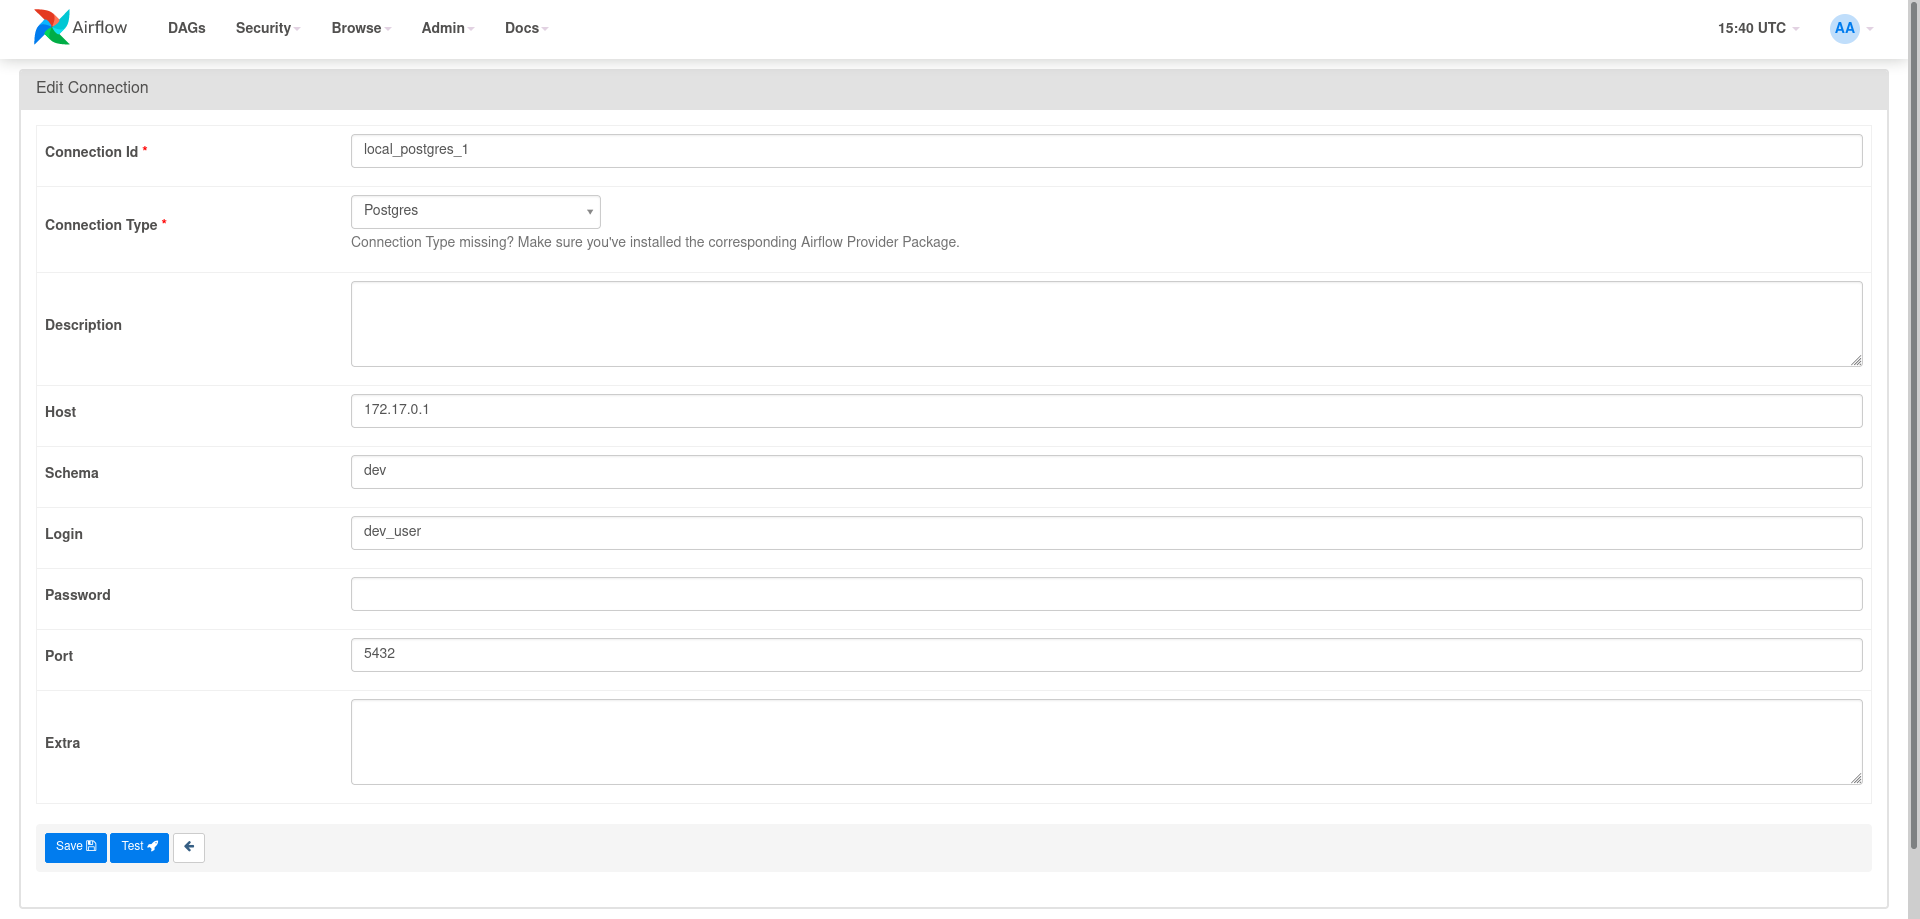 Airflow DAGs Security Browse Admin Docs 15:40 UTC AA
Edit Connection
Connection Id * local_postgres_1
Connection Type * Postgres
Connection Type missing? Make sure you've installed the corresponding Airflow Provider Package.
Description
Host 172.17.0.1
Schema dev
Login dev_user
Password
Port 5432
Extra
Save Test